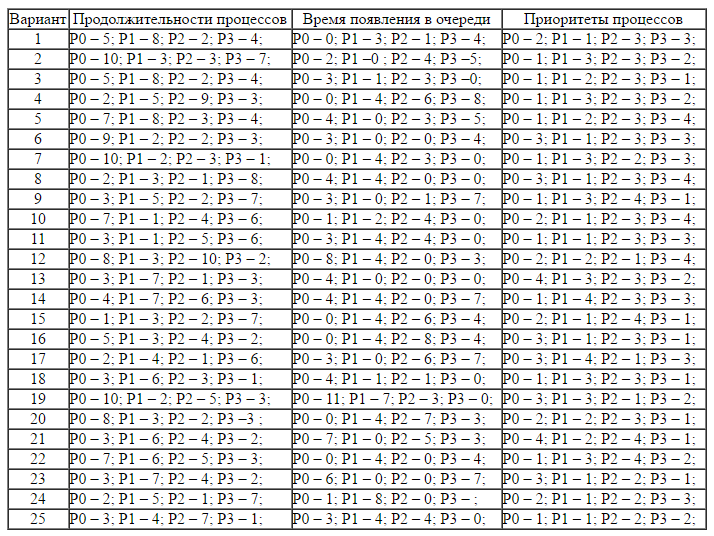 Вариант Продолжительности процессов Время появления в очереди Приоритеты процессов
1 P0 – 5; P1 – 8; P2 – 2; P3 – 4; P0 – 0; P1 – 3; P2 – 1; P3 – 4; P0 – 2; P1 – 1; P2 – 3; P3 – 3;
2 P0 – 10; P1 – 3; P2 – 3; P3 – 7; P0 – 2; P1 –0 ; P2 – 4; P3 –5; P0 – 1; P1 – 3; P2 – 3; P3 – 2;
3 P0 – 5; P1 – 8; P2 – 2; P3 – 4; P0 – 3; P1 – 1; P2 – 3; P3 –0; P0 – 1; P1 – 2; P2 – 3; P3 – 1;
4 P0 – 2; P1 – 5; P2 – 9; P3 – 3; P0 – 0; P1 – 4; P2 – 6; P3 – 8; P0 – 1; P1 – 3; P2 – 3; P3 – 2;
5 P0 – 7; P1 – 8; P2 – 3; P3 – 4; P0 – 4; P1 – 0; P2 – 3; P3 – 5; P0 – 1; P1 – 2; P2 – 3; P3 – 4;
6 P0 – 9; P1 – 2; P2 – 2; P3 – 3; P0 – 3; P1 – 0; P2 – 0; P3 – 4; P0 – 3; P1 – 1; P2 – 3; P3 – 3;
7 P0 – 10; P1 – 2; P2 – 3; P3 – 1; P0 – 0; P1 – 4; P2 – 3; P3 – 0; P0 – 1; P1 – 3; P2 – 2; P3 – 3;
8 P0 – 2; P1 – 3; P2 – 1; P3 – 8; P0 – 4; P1 – 4; P2 – 0; P3 – 0; P0 – 3; P1 – 1; P2 – 3; P3 – 4;
9 P0 – 3; P1 – 5; P2 – 2; P3 – 7; P0 – 3; P1 – 0; P2 – 1; P3 – 7; P0 – 1; P1 – 3; P2 – 4; P3 – 1;
10 P0 – 7; P1 – 1; P2 – 4; P3 – 6; P0 – 1; P1 – 2; P2 – 4; P3 – 0; P0 – 2; P1 – 1; P2 – 3; P3 – 4;
11 P0 – 3; P1 – 1; P2 – 5; P3 – 6; P0 – 3; P1 – 4; P2 – 4; P3 – 0; P0 – 1; P1 – 1; P2 – 3; P3 – 3;
12 P0 – 8; P1 – 3; P2 – 10; P3 – 2; P0 – 8; P1 – 4; P2 – 0; P3 – 3; P0 – 2; P1 – 2; P2 – 1; P3 – 4;
13 P0 – 3; P1 – 7; P2 – 1; P3 – 3; P0 – 4; P1 – 0; P2 – 0; P3 – 0; P0 – 4; P1 – 3; P2 – 3; P3 – 2;
14 P0 – 4; P1 – 7; P2 – 6; P3 – 3; P0 – 4; P1 – 4; P2 – 0; P3 – 7; P0 – 1; P1 – 4; P2 – 3; P3 – 3;
15 P0 – 1; P1 – 3; P2 – 2; P3 – 7; P0 – 0; P1 – 4; P2 – 6; P3 – 4; P0 – 2; P1 – 1; P2 – 4; P3 – 1;
16 P0 – 5; P1 – 3; P2 – 4; P3 – 2; P0 – 0; P1 – 4; P2 – 8; P3 – 4; P0 – 3; P1 – 1; P2 – 3; P3 – 1;
17 P0 – 2; P1 – 4; P2 – 1; P3 – 6; P0 – 3; P1 – 0; P2 – 6; P3 – 7; P0 – 3; P1 – 4; P2 – 1; P3 – 3;
18 P0 – 3; P1 – 6; P2 – 3; P3 – 1; P0 – 4; P1 – 1; P2 – 1; P3 – 0; P0 – 1; P1 – 3; P2 – 3; P3 – 1;
19 P0 – 10; P1 – 2; P2 – 5; P3 – 3; P0 – 11; P1 – 7; P2 – 3; P3 – 0; P0 – 3; P1 – 3; P2 – 1; P3 – 2;
20 P0 – 8; P1 – 3; P2 – 2; P3 –3 ; P0 – 0; P1 – 4; P2 – 7; P3 – 3; P0 – 2; P1 – 2; P2 – 3; P3 – 1;
21 P0 – 3; P1 – 6; P2 – 4; P3 – 2; P0 – 7; P1 – 0; P2 – 5; P3 – 3; P0 – 4; P1 – 2; P2 – 4; P3 – 1;
22 P0 – 7; P1 – 6; P2 – 5; P3 – 3; P0 – 0; P1 – 4; P2 – 0; P3 – 4; P0 – 1; P1 – 3; P2 – 4; P3 – 2;
23 P0 – 3; P1 – 7; P2 – 4; P3 – 2; P0 – 6; P1 – 0; P2 – 0; P3 – 7; P0 – 3; P1 – 1; P2 – 2; P3 – 1;
24 P0 – 2; P1 – 5; P2 – 1; P3 – 7; P0 – 1; P1 – 8; P2 – 0; P3 – ; P0 – 2; P1 – 1; P2 – 2; P3 – 3;
25 P0 – 3; P1 – 4; P2 – 7; P3 – 1; P0 – 3; P1 – 4; P2 – 4; P3 – 0; P0 – 1; P1 – 1; P2 – 2; P3 – 2;